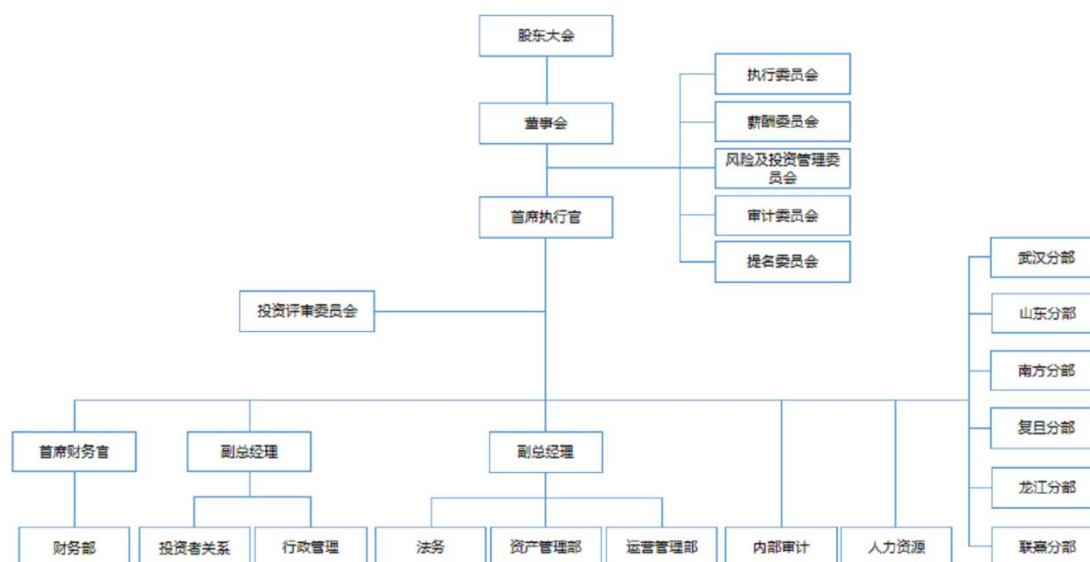 股东大会
执行委员会
董事会
薪酬委员会
风险及投资管理委
员会
首席执行官
审计委员会
提名委员会
武汉分部
投资评审委员会
山东分部
南方分部
首席财务官
副总经理
副总经理
复旦分部
龙江分部
财务部
投资者关系
行政管理
法务
资产管理部
运营管理部
内部审计
人力资源
联熹分部